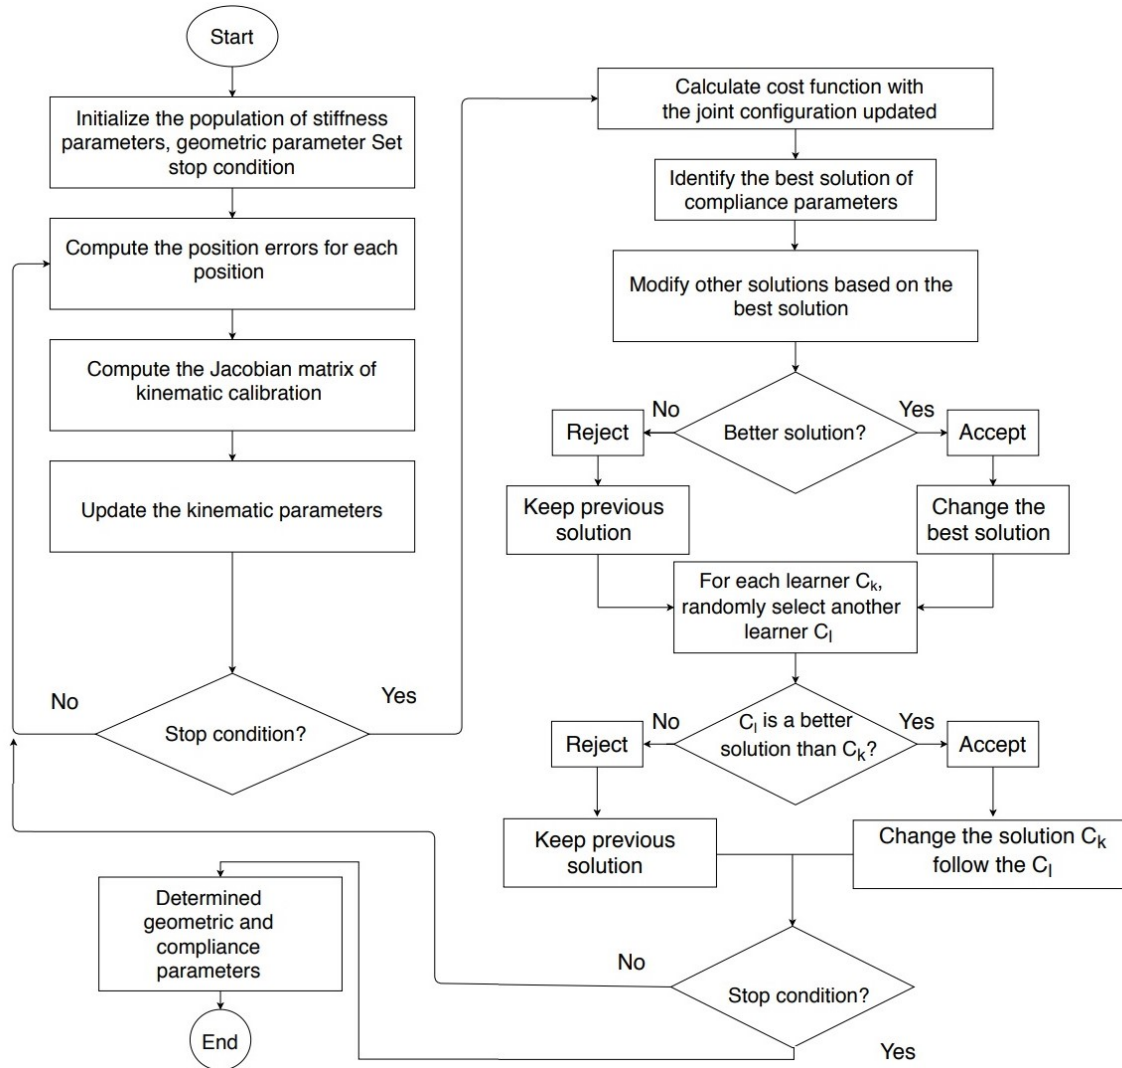 Start
Initialize the population of stiffness
parameters, geometric parameter Set
stop condition
Compute the position errors for each
position
Compute the Jacobian matrix of
kinematic calibration
Update the kinematic parameters
No
Yes
Stop condition?
Calculate cost function with
the joint configuration updated
Identify the best solution of
compliance parameters
Modify other solutions based on the
best solution
No
Yes
Reject
Better solution?
Accept
Keep previous
solution
Change the
best solution
For each learner Cₖ,
randomly select another
learner Cₗ
No
Yes
Reject
Cₗ is a better
solution than Cₖ?
Accept
Keep previous
solution
Change the solution Cₖ
follow the Cₗ
No
Stop condition?
Yes
Determined
geometric and
compliance
parameters
End